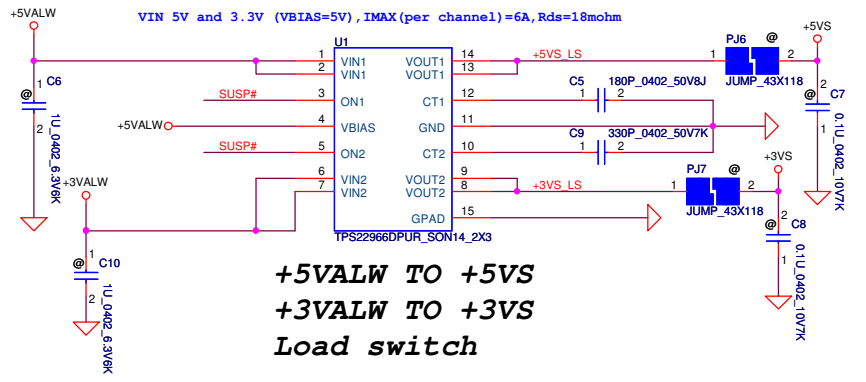 VIN 5V and 3.3V (VBIAS=5V),IMAX(per channel)=6A,Rds=18mohm
+5VALW
+5VS
U1
PJ6
@
1 VIN1 VOUT1 14 +5VS_LS 1 2
2 VIN1 VOUT1 13
JUMP_43X118
1 C6
@
2
1U_0402_6.3V6K
SUSP# 3 ON1 CT1 12
C5 180P_0402_50V8J
1 2
2 C7
@
1
0.1U_0402_10V7K
+5VALW 4 VBIAS GND 11
C9 330P_0402_50V7K
SUSP# 5 ON2 CT2 10 1 2
+3VS
PJ7 @
+3VALW
6 VIN2 VOUT2 9
7 VIN2 VOUT2 8 +3VS_LS 1 2
JUMP_43X118
GPAD 15
TPS22966DPUR_SON14_2X3
2 C8
@
1
0.1U_0402_10V7K
1
@ C10
2
1U_0402_6.3V6K
+5VALW TO +5VS
+3VALW TO +3VS
Load switch